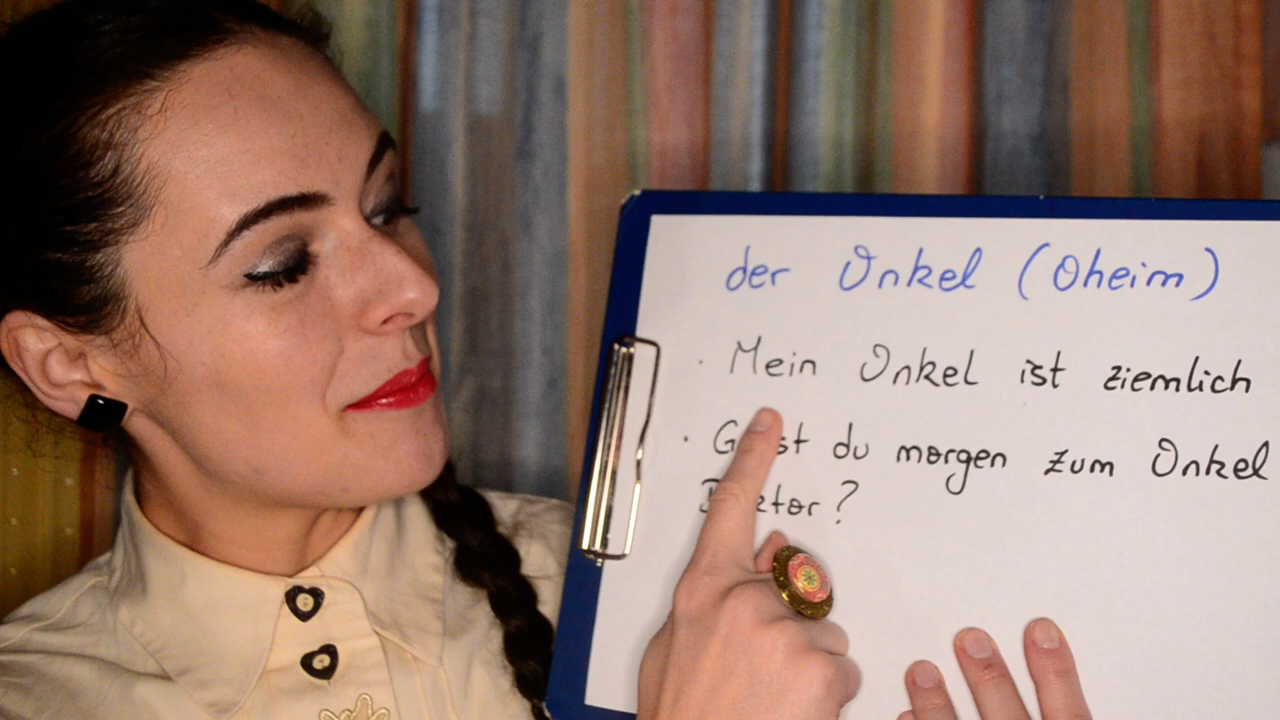 der Onkel (Oheim)
· Mein Onkel ist ziemlich
· du morgen zum Onkel
?